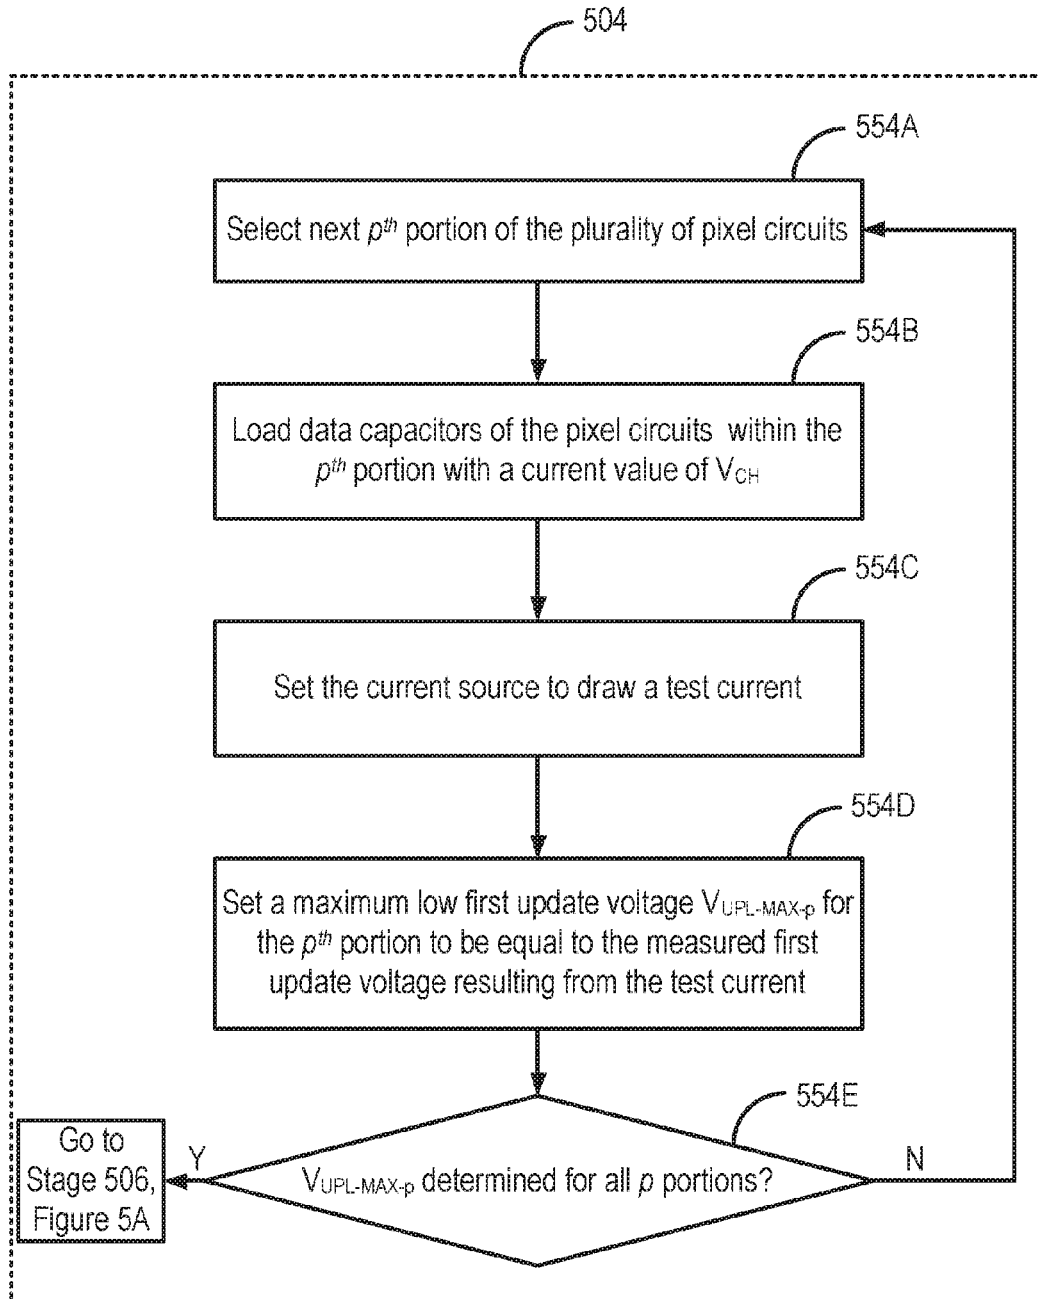 504
554A
Select next pth portion of the plurality of pixel circuits
554B
Load data capacitors of the pixel circuits within the
pth portion with a current value of VCH
554C
Set the current source to draw a test current
554D
Set a maximum low first update voltage VUPL-MAX-p for
the pth portion to be equal to the measured first
update voltage resulting from the test current
554E
VUPL-MAX-p determined for all p portions?
Y
N
Go to
Stage 506,
Figure 5A